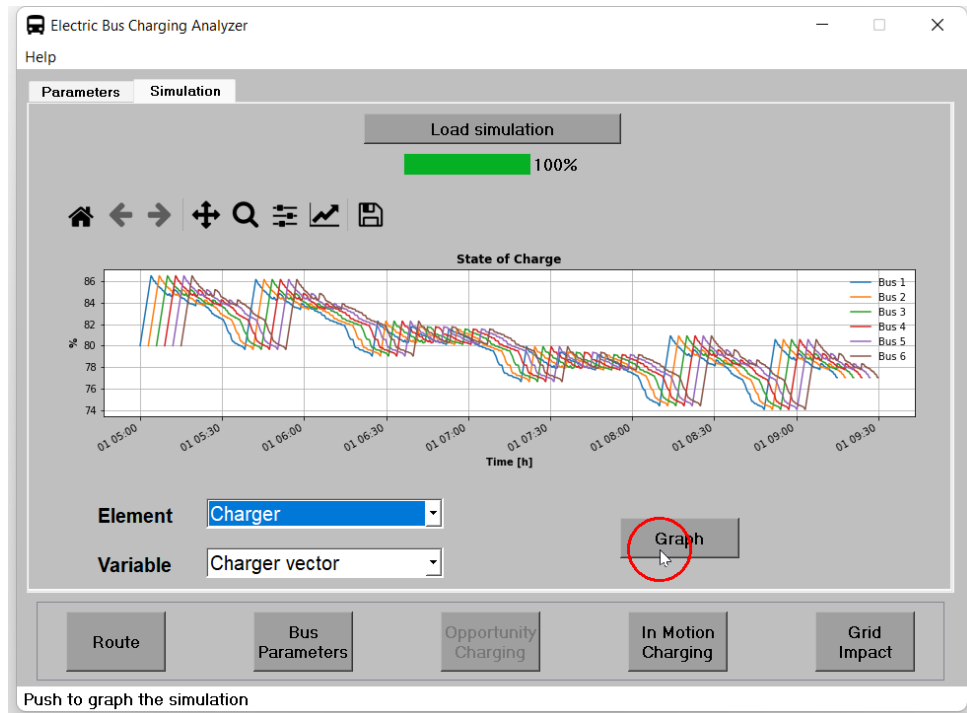 Electric Bus Charging Analyzer
Help
Parameters Simulation
Load simulation
100%
State of Charge
86
84
82
80
78
76
74
%
Bus 1
Bus 2
Bus 3
Bus 4
Bus 5
Bus 6
01 05:00 01 05:30 01 06:00 01 06:30 01 07:00 01 07:30 01 08:00 01 08:30 01 09:00 01 09:30
Time [h]
Element Charger
Graph
Variable Charger vector
Route
Bus
Parameters
Opportunity
Charging
In Motion
Charging
Grid
Impact
Push to graph the simulation